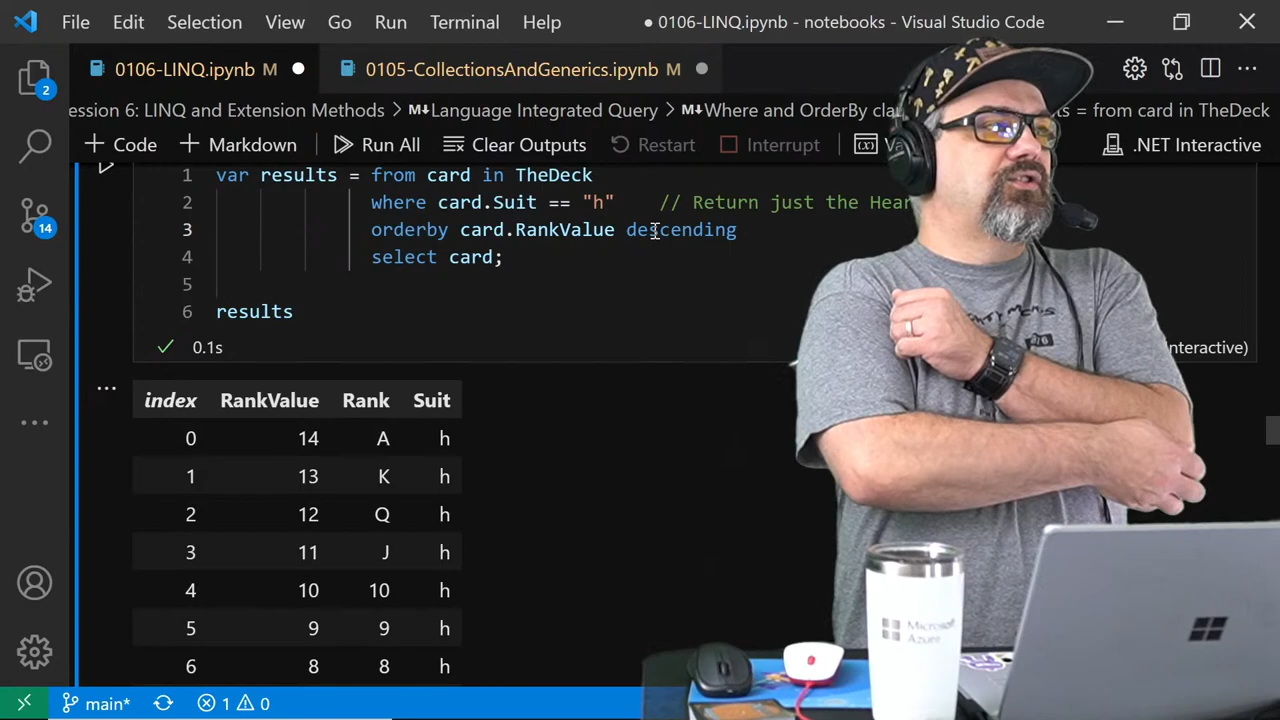 File Edit Selection View Go Run Terminal Help
● 0106-LINQ.ipynb - notebooks - Visual Studio Code
0106-LINQ.ipynb M ●
0105-CollectionsAndGenerics.ipynb M ●
ession 6: LINQ and Extension Methods > Language Integrated Query > Where and OrderBy cla
ts = from card in TheDeck
+ Code + Markdown Run All Clear Outputs Restart Interrupt
.NET Interactive
1 var results = from card in TheDeck
2 where card.Suit == "h" // Return just the Hear
3 orderby card.RankValue descending
4 select card;
5
6 results
0.1s
nteractive)
index RankValue Rank Suit
0 14 A h
1 13 K h
2 12 Q h
3 11 J h
4 10 10 h
5 9 9 h
6 8 8 h
2
14
main* 1 0
Microsoft
Azure